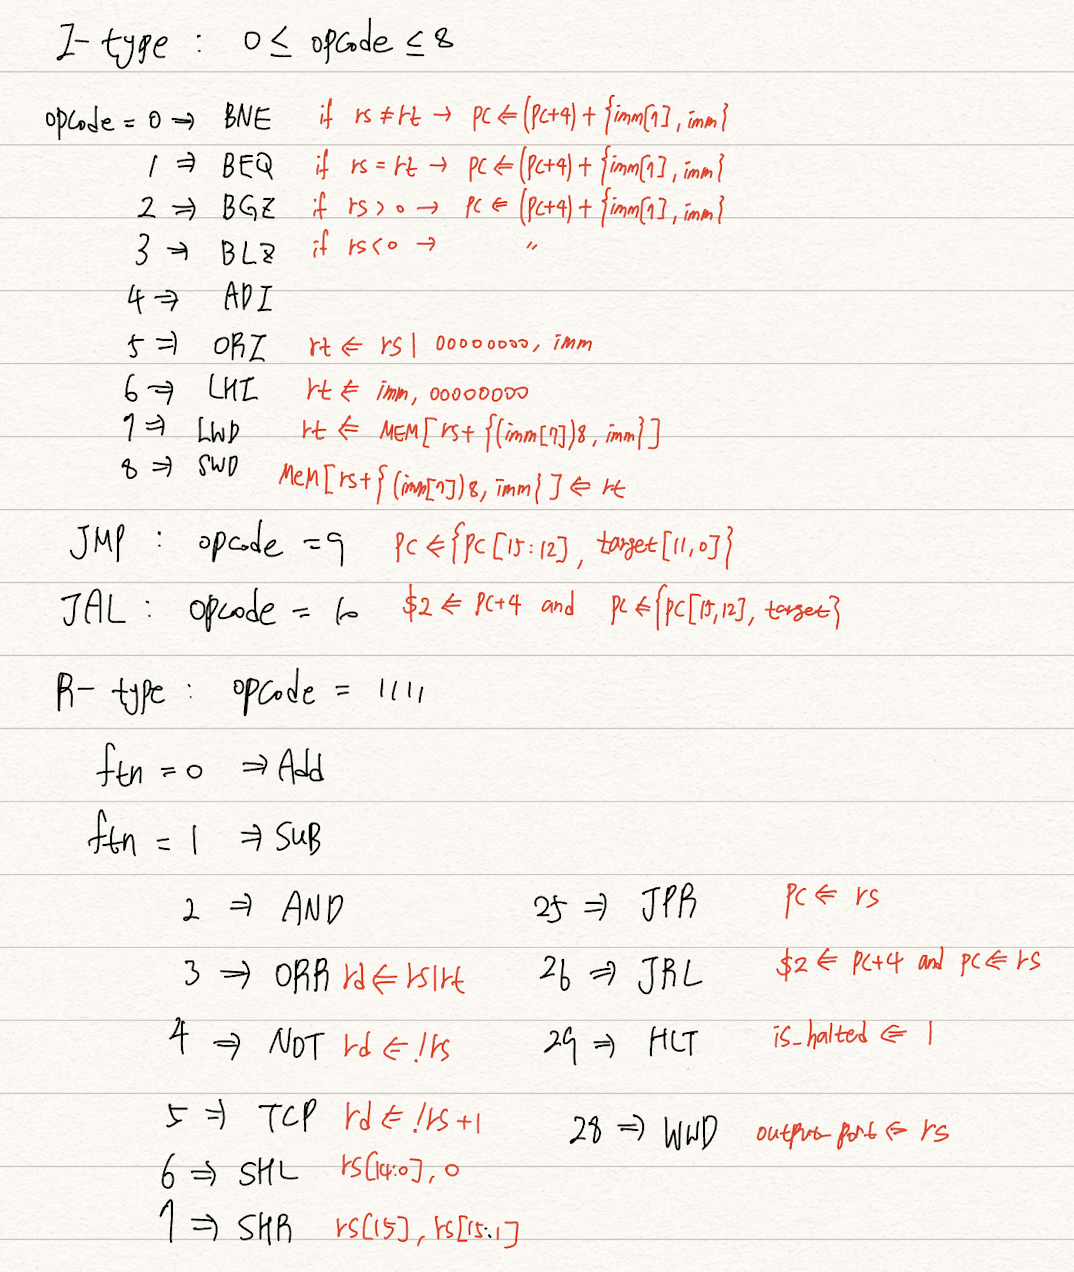 I-type : 0 ≤ opcode ≤ 8
opcode = 0 ⇒ BNE if rs ≠ rt → PC ⇐ (PC+4) + {imm[7], imm}
1 ⇒ BEQ if rs = rt → PC ⇐ (PC+4) + {imm[7], imm}
2 ⇒ BGZ if rs > 0 → PC ⇐ (PC+4) + {imm[7], imm}
3 ⇒ BLZ if rs < 0 → "
4 ⇒ ADI
5 ⇒ ORI rt ⇐ rs | 00000000, imm
6 ⇒ LHI rt ⇐ imm, 00000000
7 ⇒ LWD rt ⇐ MEM[rs + {(imm[7])8, imm}]
8 ⇒ SWD MeM[rs + {(imm[7])8, imm}] ⇐ rt
JMP : opcode = 9 PC ⇐ {PC[15:12], target[11,0]}
JAL : opcode = 10 $2 ⇐ PC+4 and PC ⇐ {PC[15,12], target}
R-type : opcode = 1111
ftn = 0 ⇒ Add
ftn = 1 ⇒ SUB
2 ⇒ AND 25 ⇒ JPR PC ⇐ rs
3 ⇒ ORR rd ⇐ rs|rt 26 ⇒ JRL $2 ⇐ PC+4 and PC ⇐ rs
4 ⇒ NOT rd ⇐ !rs 29 ⇒ HLT is_halted ⇐ 1
5 ⇒ TCP rd ⇐ !rs +1 28 ⇒ WWD output port ⇐ rs
6 ⇒ SHL rs[14:0], 0
7 ⇒ SHR rs[15], rs[15:1]